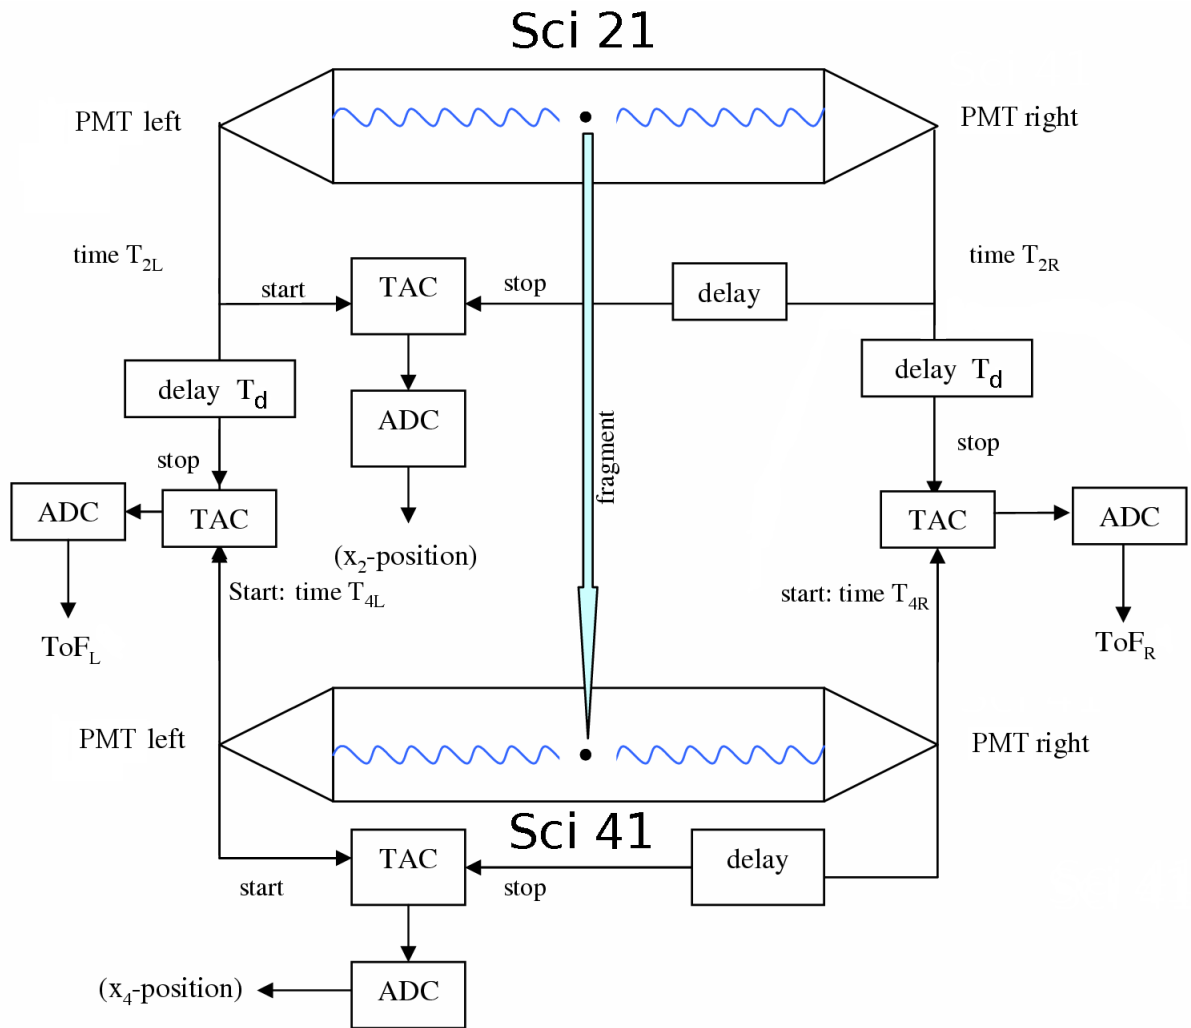 Sci 21
PMT left
PMT right
time T2L
time T2R
start
TAC
stop
delay
delay Td
delay Td
ADC
fragment
stop
stop
ADC
TAC
TAC
ADC
(x2-position)
Start: time T4L
start: time T4R
ToFL
ToFR
PMT left
PMT right
Sci 41
TAC
delay
start
stop
(x4-position)
ADC